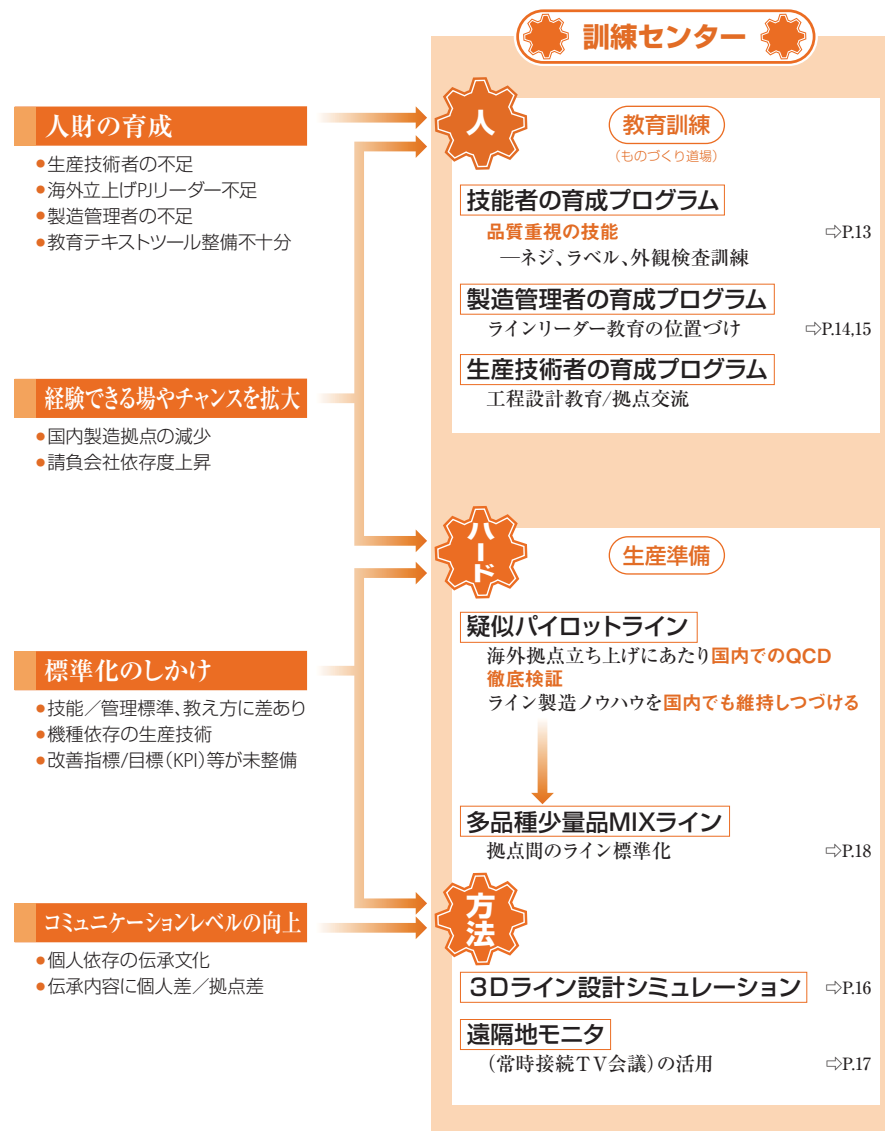 訓練センター
人財の育成
●生産技術者の不足
●海外立上げPJリーダー不足
●製造管理者の不足
●教育テキストツール整備不十分
経験できる場やチャンスを拡大
●国内製造拠点の減少
●請負会社依存度上昇
標準化のしかけ
●技能／管理標準、教え方に差あり
●機種依存の生産技術
●改善指標/目標（KPI）等が未整備
コミュニケーションレベルの向上
●個人依存の伝承文化
●伝承内容に個人差／拠点差
人
教育訓練
（ものづくり道場）
技能者の育成プログラム
品質重視の技能 ⇨P.13
―ネジ、ラベル、外観検査訓練
製造管理者の育成プログラム
ラインリーダー教育の位置づけ ⇨P.14,15
生産技術者の育成プログラム
工程設計教育/拠点交流
ハード
生産準備
疑似パイロットライン
海外拠点立ち上げにあたり国内でのQCD
徹底検証
ライン製造ノウハウを国内でも維持しつづける
多品種少量品MIXライン
拠点間のライン標準化 ⇨P.18
方法
3Dライン設計シミュレーション ⇨P.16
遠隔地モニタ
（常時接続TV会議）の活用 ⇨P.17